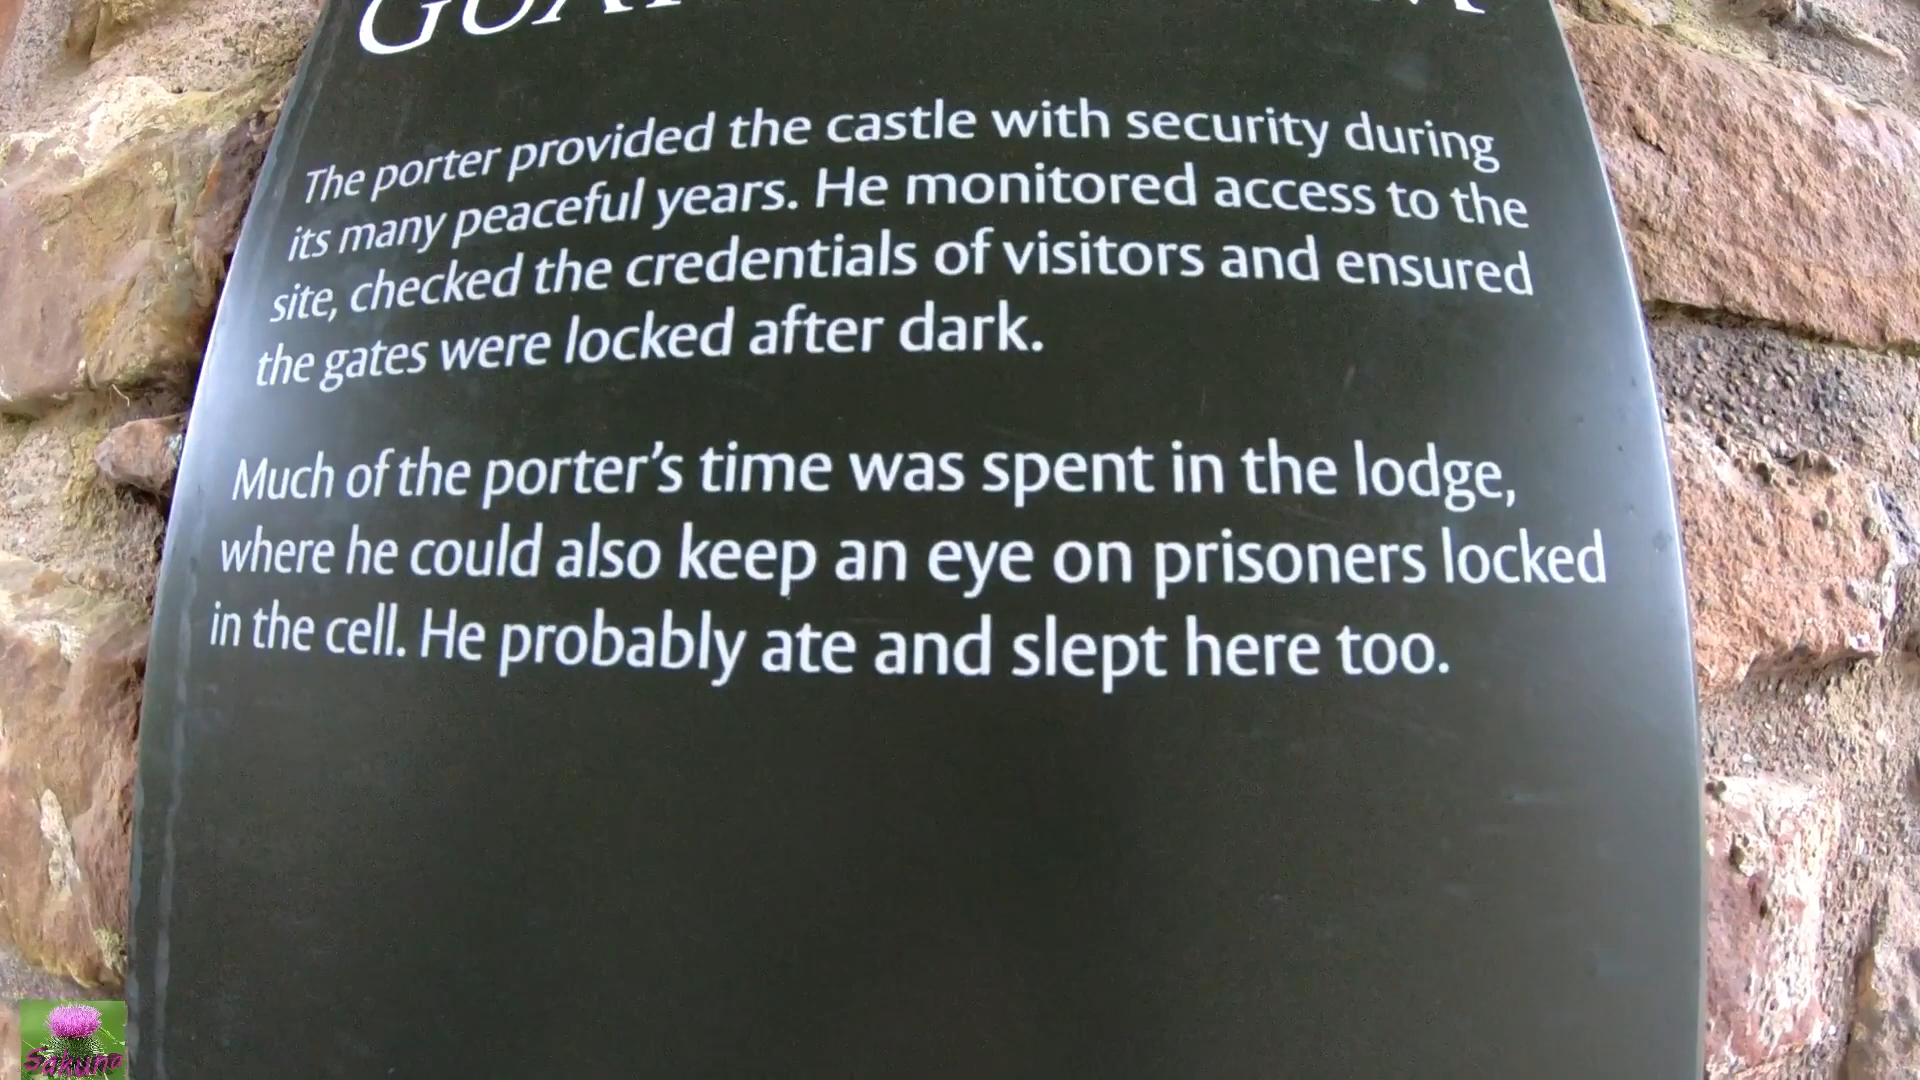 The porter provided the castle with security during
its many peaceful years. He monitored access to the
site, checked the credentials of visitors and ensured
the gates were locked after dark.
Much of the porter's time was spent in the lodge,
where he could also keep an eye on prisoners locked
in the cell. He probably ate and slept here too.
Sakuna